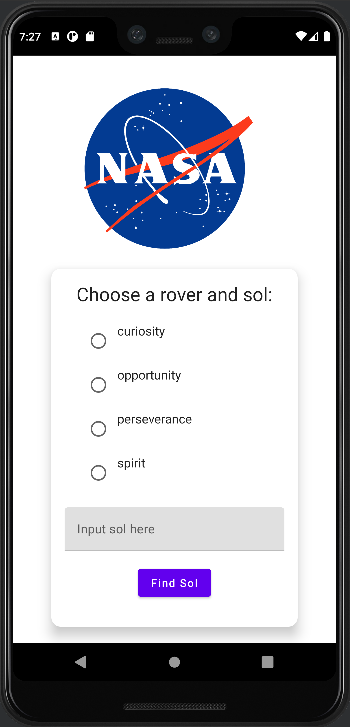 7:27
NASA
Choose a rover and sol:
curiosity
opportunity
perseverance
spirit
Input sol here
Find Sol